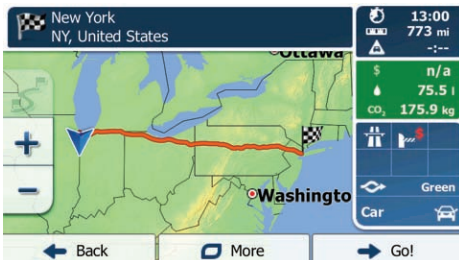 New York
NY, United States
13:00
773 mi
-:--
$ n/a
75.5 l
CO₂ 175.9 kg
Ottawa
Washingto
$
Green
Car
+
−
Back
More
Go!